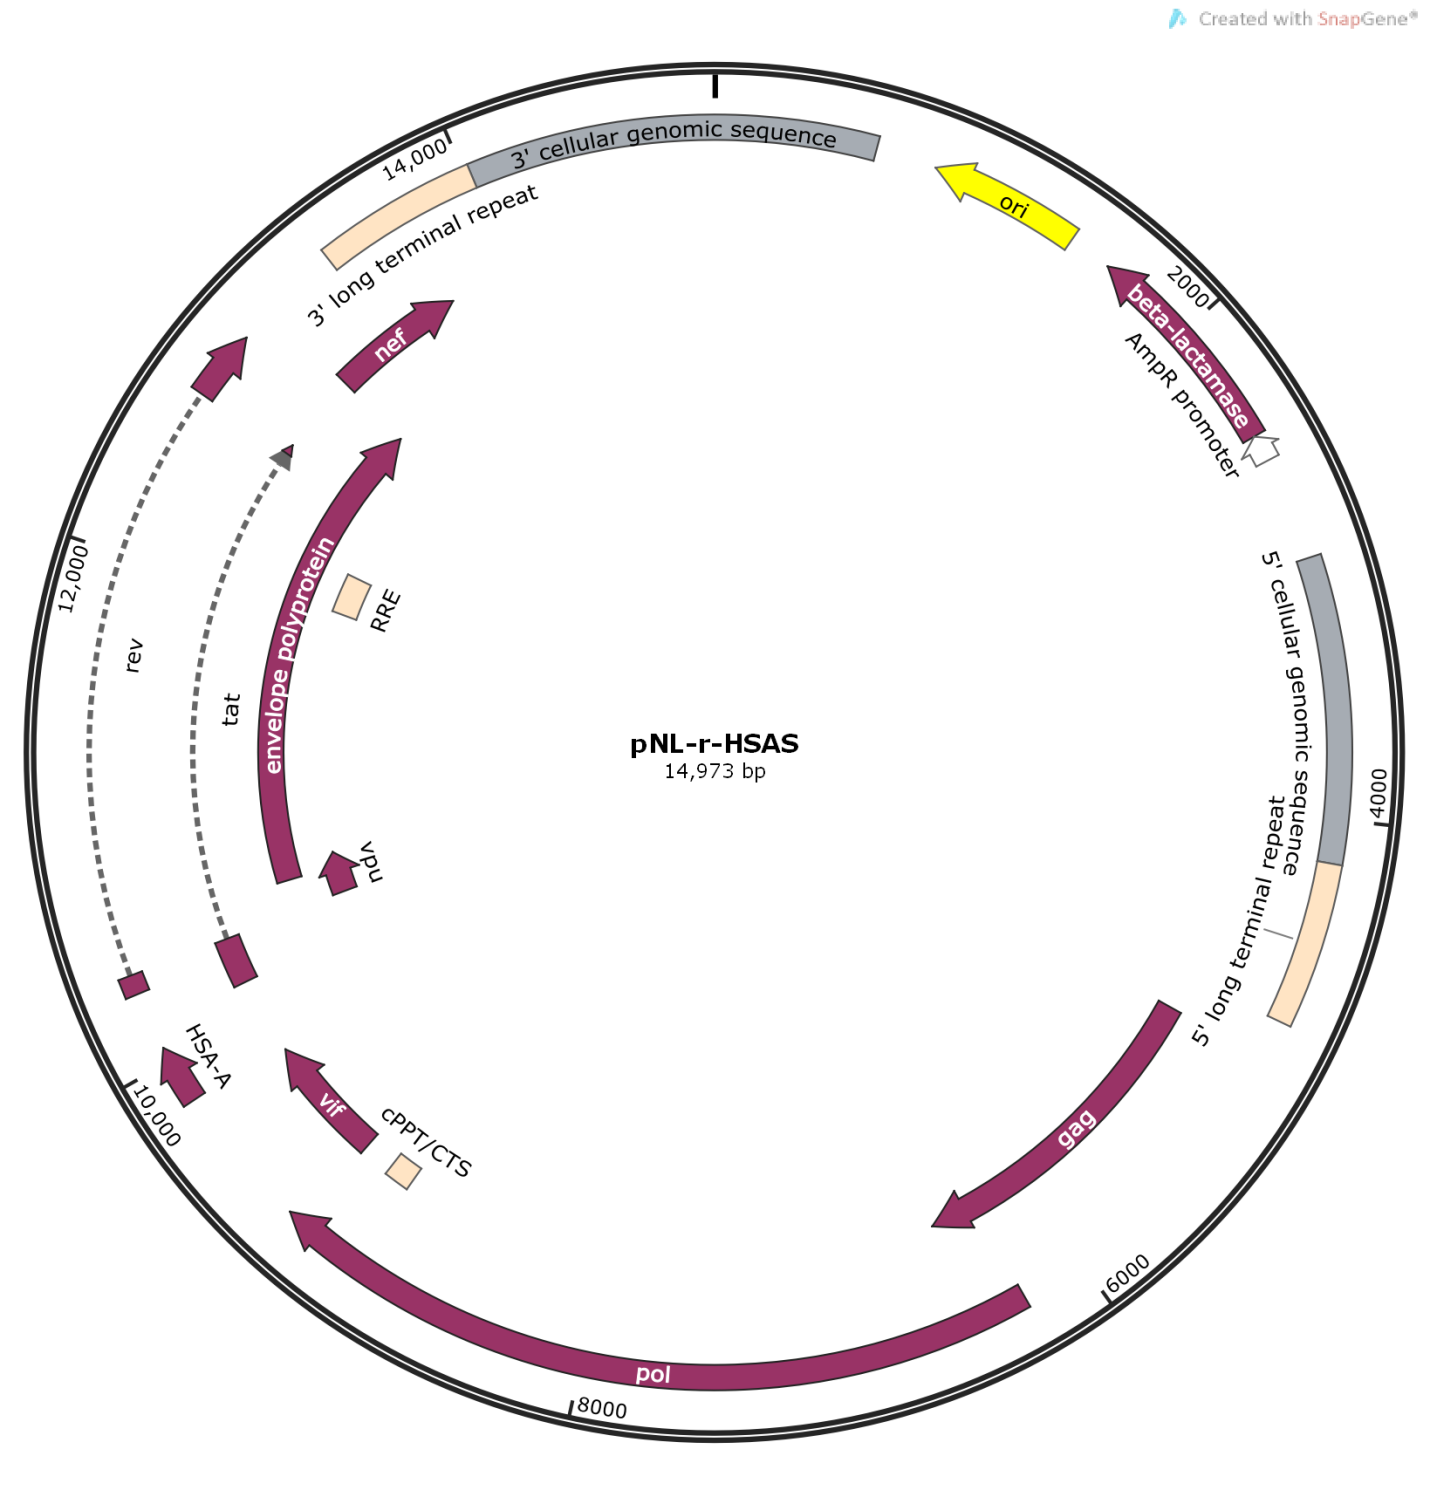 Created with SnapGene®
3' cellular genomic sequence
14,000
3' long terminal repeat
ori
2000
beta-lactamase
AmpR promoter
nef
5' cellular genomic sequence
12,000
RRE
envelope polyprotein
rev
tat
pNL-r-HSAS
14,973 bp
4000
5' long terminal repeat
vpu
HSA-A
10,000
vif
cPPT/CTS
gag
6000
pol
8000